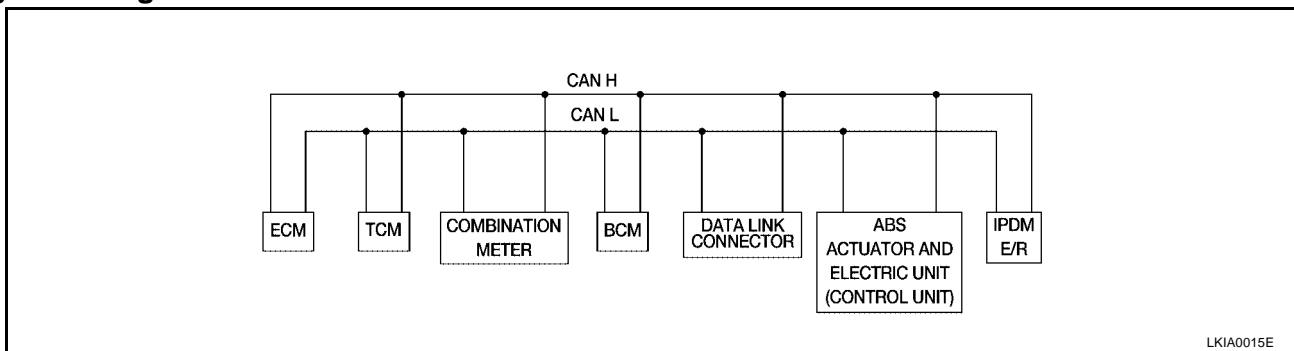 CAN H
CAN L
ECM
TCM
COMBINATION
METER
BCM
DATA LINK
CONNECTOR
ABS
ACTUATOR AND
ELECTRIC UNIT
(CONTROL UNIT)
IPDM
E/R
LKIA0015E